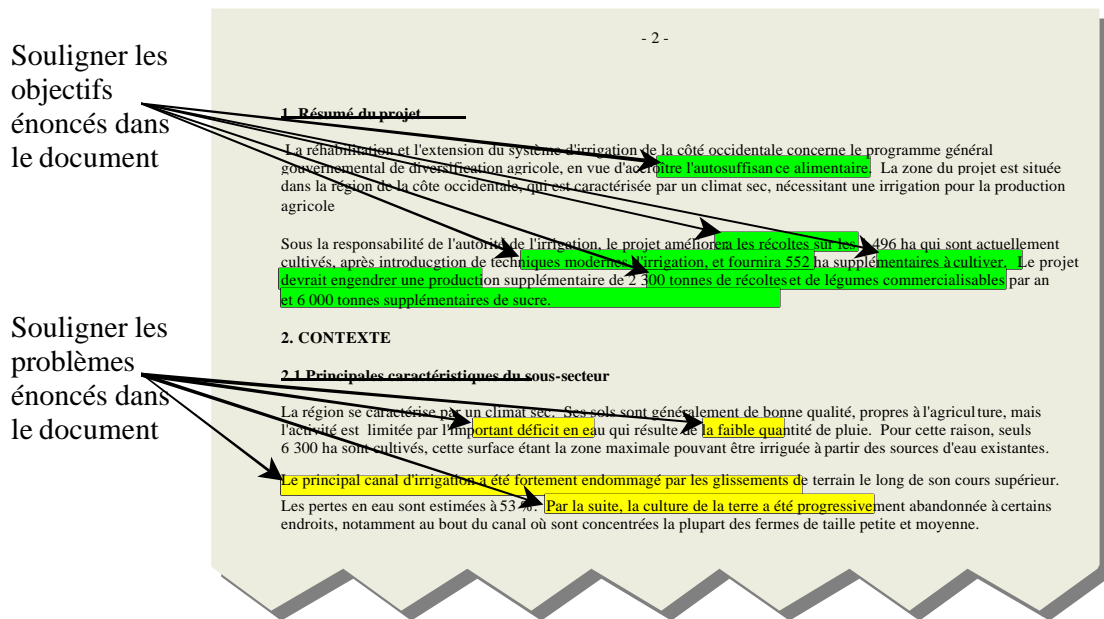 Souligner les
objectifs
énoncés dans
le document
- 2 -
1. Résumé du projet
La réhabilitation et l'extension du système d'irrigation de la côté occidentale concerne le programme général
gouvernemental de diversification agricole, en vue d'accroître l'autosuffisance alimentaire. La zone du projet est située
dans la région de la côte occidentale, qui est caractérisée par un climat sec, nécessitant une irrigation pour la production
agricole
Sous la responsabilité de l'autorité de l'irrigation, le projet améliorera les récoltes sur les 496 ha qui sont actuellement
cultivés, après introducgtion de techniques modernes d'irrigation, et fournira 552 ha supplémentaires à cultiver. Le projet
devrait engendrer une production supplémentaire de 2 300 tonnes de récoltes et de légumes commercialisables par an
et 6 000 tonnes supplémentaires de sucre.
Souligner les
problèmes
énoncés dans
le document
2. CONTEXTE
2.1 Principales caractéristiques du sous-secteur
La région se caractérise par un climat sec. Ses sols sont généralement de bonne qualité, propres à l'agriculture, mais
l'activité est limitée par l'important déficit en eau qui résulte de la faible quantité de pluie. Pour cette raison, seuls
6 300 ha sont cultivés, cette surface étant la zone maximale pouvant être irriguée à partir des sources d'eau existantes.
Le principal canal d'irrigation a été fortement endommagé par les glissements de terrain le long de son cours supérieur.
Les pertes en eau sont estimées à 53 %. Par la suite, la culture de la terre a été progressivement abandonnée à certains
endroits, notamment au bout du canal où sont concentrées la plupart des fermes de taille petite et moyenne.